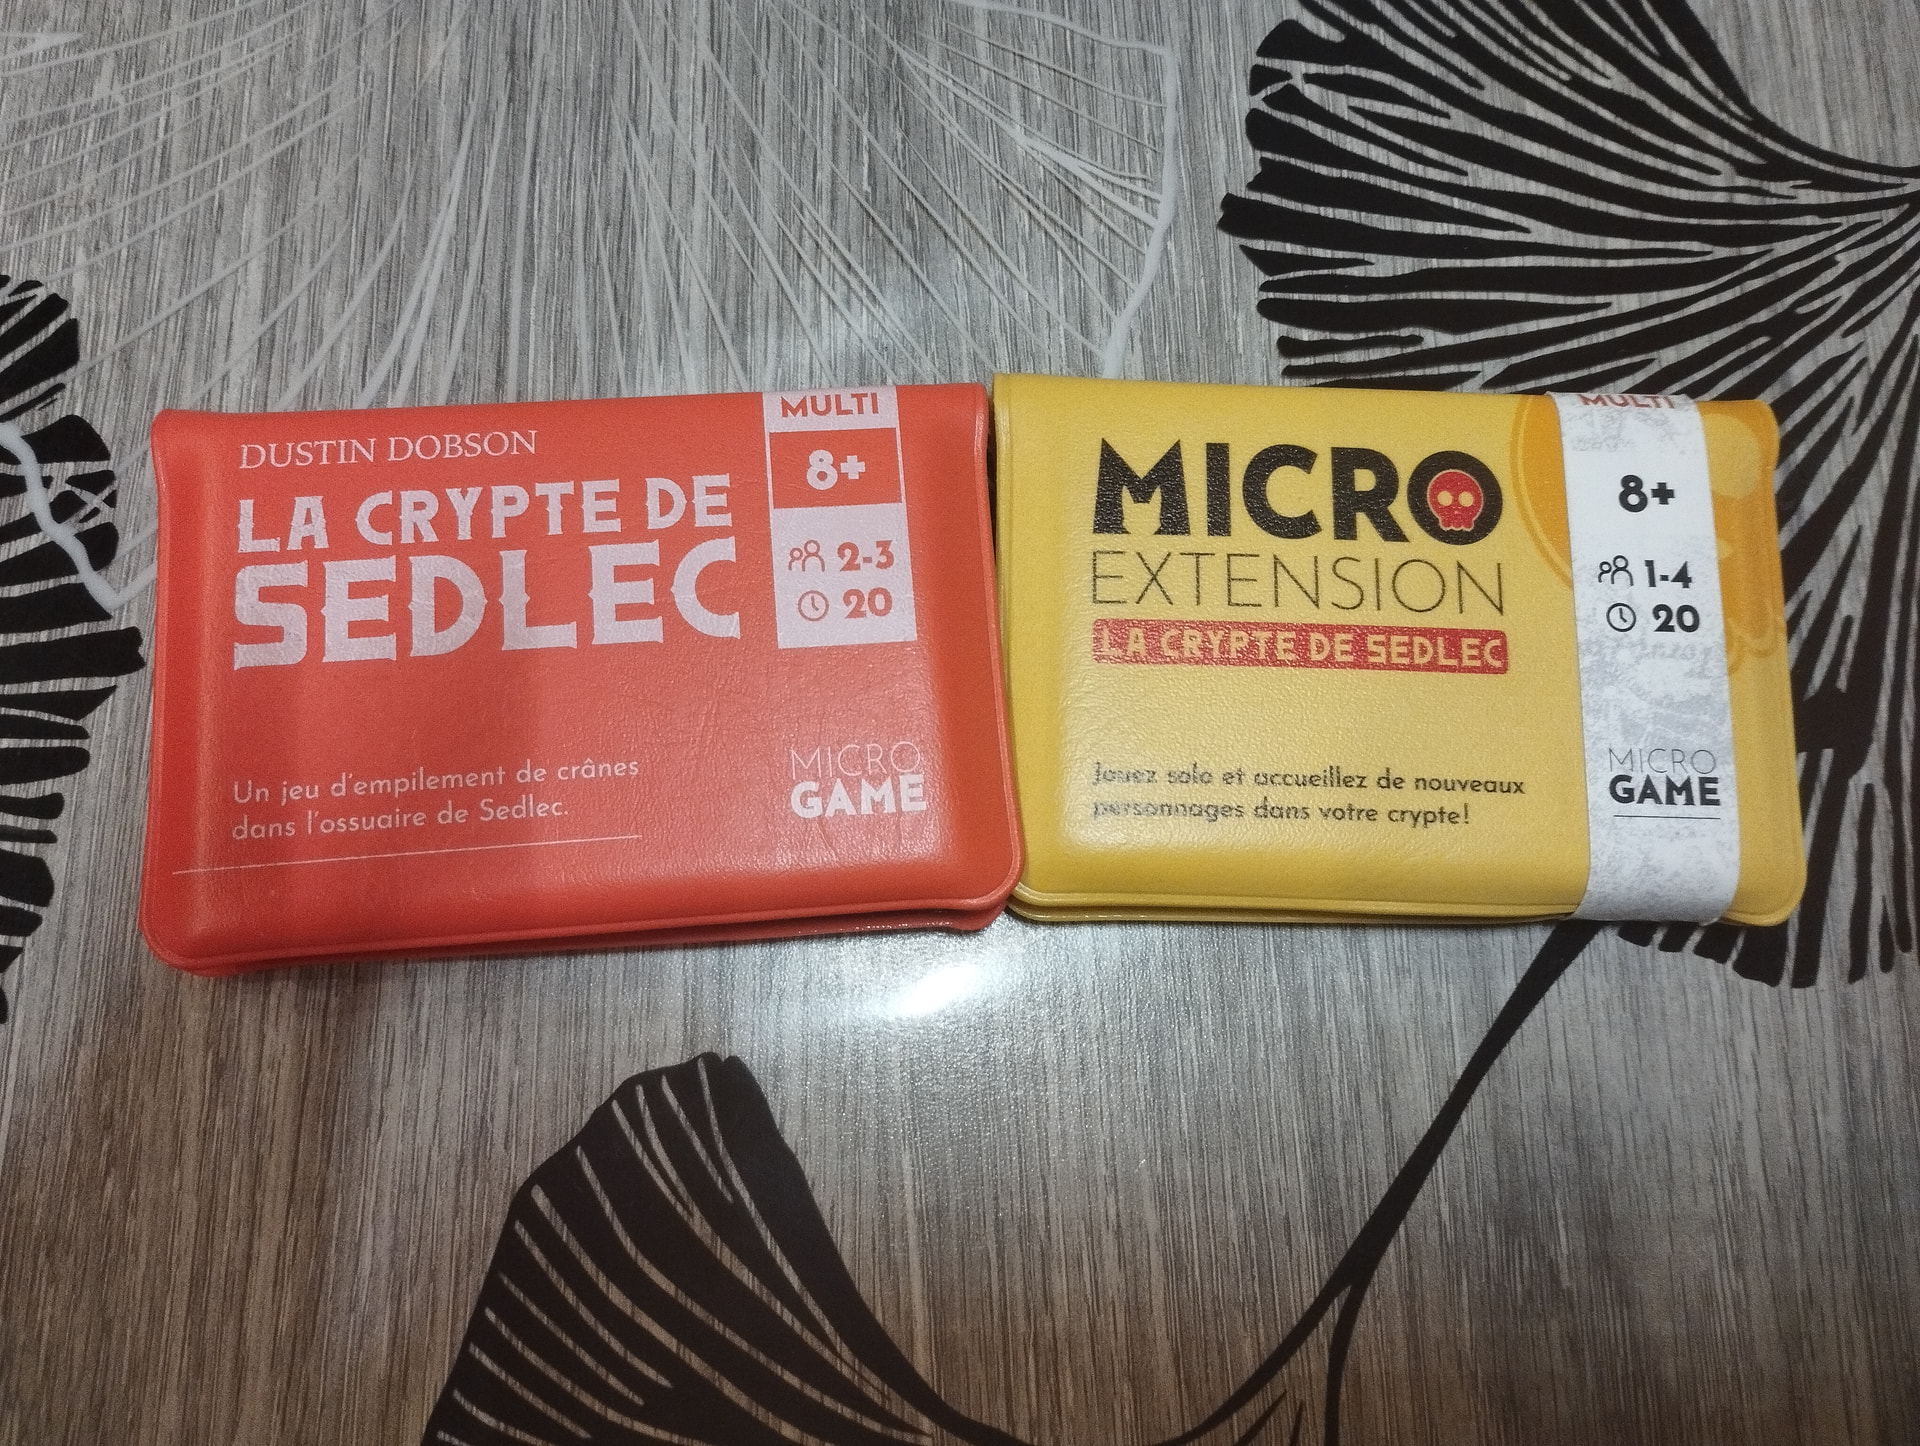 DUSTIN DOBSON
LA CRYPTE DE
SEDLEC
MULTI
8+
2-3
20
Un jeu d'empilement de crânes
dans l'ossuaire de Sedlec.
MICRO
GAME
MICRO
EXTENSION
LA CRYPTE DE SEDLEC
MULTI
8+
1-4
20
Jouez solo et accueillez de nouveaux
personnages dans votre crypte!
MICRO
GAME